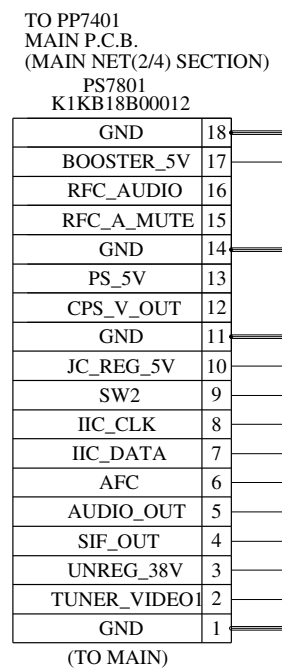 TO PP7401
MAIN P.C.B.
(MAIN NET(2/4) SECTION)
PS7801
K1KB18B00012
GND 18
BOOSTER_5V 17
RFC_AUDIO 16
RFC_A_MUTE 15
GND 14
PS_5V 13
CPS_V_OUT 12
GND 11
JC_REG_5V 10
SW2 9
IIC_CLK 8
IIC_DATA 7
AFC 6
AUDIO_OUT 5
SIF_OUT 4
UNREG_38V 3
TUNER_VIDEO1 2
GND 1
(TO MAIN)